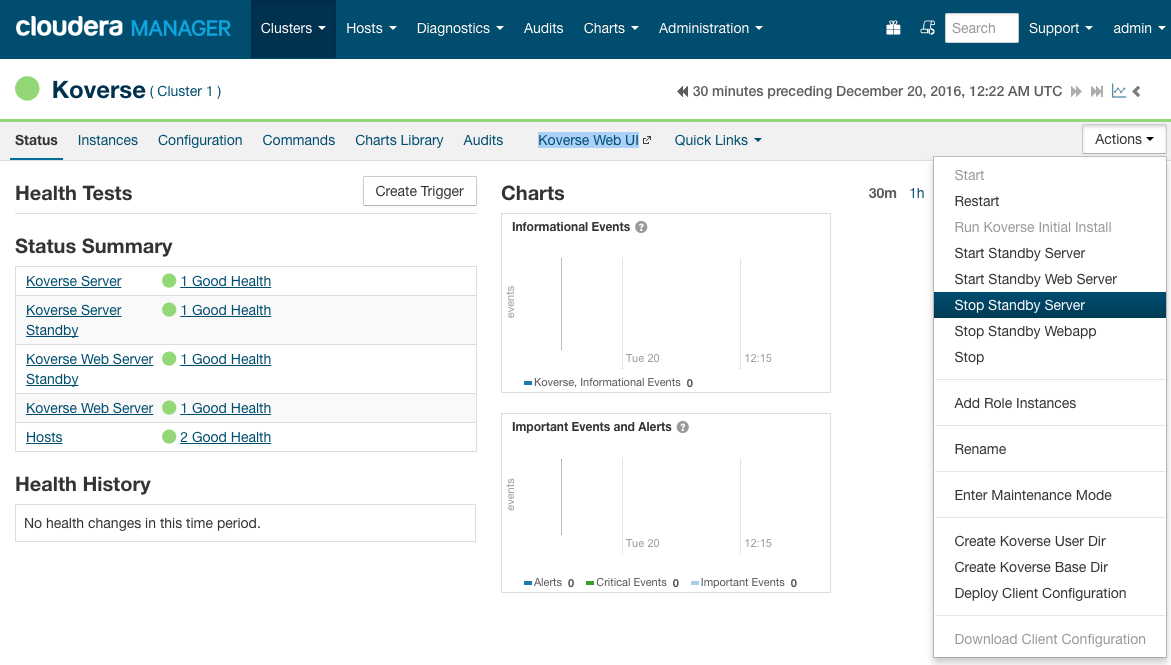 cloudera MANAGER Clusters Hosts Diagnostics Audits Charts Administration Search Support admin
Koverse ( Cluster 1 ) 30 minutes preceding December 20, 2016, 12:22 AM UTC
Status Instances Configuration Commands Charts Library Audits Koverse Web UI Quick Links Actions
Health Tests
Create Trigger
Status Summary
Koverse Server 1 Good Health
Koverse Server 1 Good Health
Standby
Koverse Web Server 1 Good Health
Standby
Koverse Web Server 1 Good Health
Hosts 2 Good Health
Health History
No health changes in this time period.
Charts
30m 1h
Informational Events ?
events
Tue 20 12:15
Koverse, Informational Events 0
Important Events and Alerts ?
events
Tue 20 12:15
Alerts 0 Critical Events 0 Important Events 0
Start
Restart
Run Koverse Initial Install
Start Standby Server
Start Standby Web Server
Stop Standby Server
Stop Standby Webapp
Stop
Add Role Instances
Rename
Enter Maintenance Mode
Create Koverse User Dir
Create Koverse Base Dir
Deploy Client Configuration
Download Client Configuration